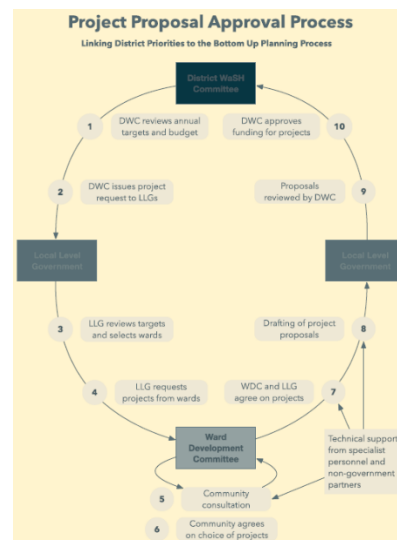 Project Proposal Approval Process
Linking District Priorities to the Bottom Up Planning Process
District WaSH
Committee
1
DWC reviews annual
targets and budget
DWC approves
funding for projects
10
2
DWC issues project
request to LLGs
Proposals
reviewed by DWC
9
Local Level
Government
Local Level
Government
3
LLG reviews targets
and selects wards
Drafting of project
proposals
8
4
LLG requests
projects from wards
WDC and LLG
agree on projects
7
Ward
Development
Committee
Technical support
from specialist
personnel and
non-government
partners
5
Community
consultation
6
Community agrees
on choice of projects